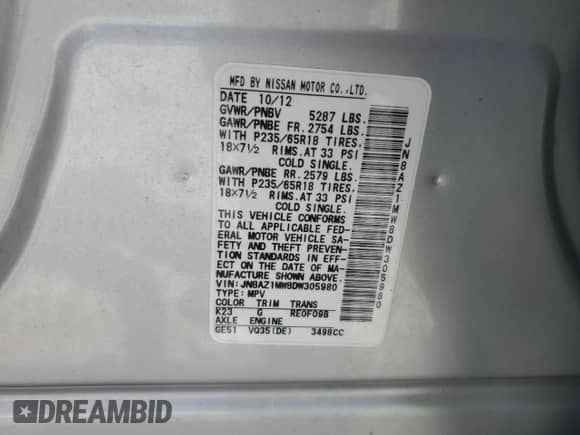 MFD BY NISSAN MOTOR CO.,LTD.
DATE 10/12
GVWR/PNBV 5287 LBS.
GAWR/PNBE FR. 2754 LBS.
WITH P235/65R18 TIRES,
18×7½ RIMS.AT 33 PSI
COLD SINGLE.
GAWR/PNBE RR. 2579 LBS.
WITH P235/65R18 TIRES,
18×7½ RIMS.AT 33 PSI
COLD SINGLE.
THIS VEHICLE CONFORMS
TO ALL APPLICABLE FED-
ERAL MOTOR VEHICLE SA-
FETY AND THEFT PREVEN-
TION STANDARDS IN EFF-
ECT ON THE DATE OF MA-
NUFACTURE SHOWN ABOVE.
VIN:JN8AZ1MW8DW305980
TYPE:MPV
COLOR TRIM TRANS
K23 G RE0F09B
AXLE ENGINE
GE51 VQ35(DE) 3498CC
JN8AZ1MW8DW305980
DREAMBID